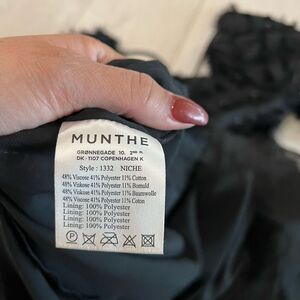 MUNTHE
GRØNNEGADE 10. 2ND FL.
DK - 1107 COPENHAGEN K
Style : 1332 NICHE
48% Viscose 41% Polyester 11% Cotton
48% Viskose 41% Polyester 11% Bomuld
48% Viskose 41% Polyester 11% Baumwolle
48% Viscose 41% Polyester 11% Coton
Lining: 100% Polyester
Lining: 100% Polyester
Lining: 100% Polyester
Lining: 100% Polyester
P